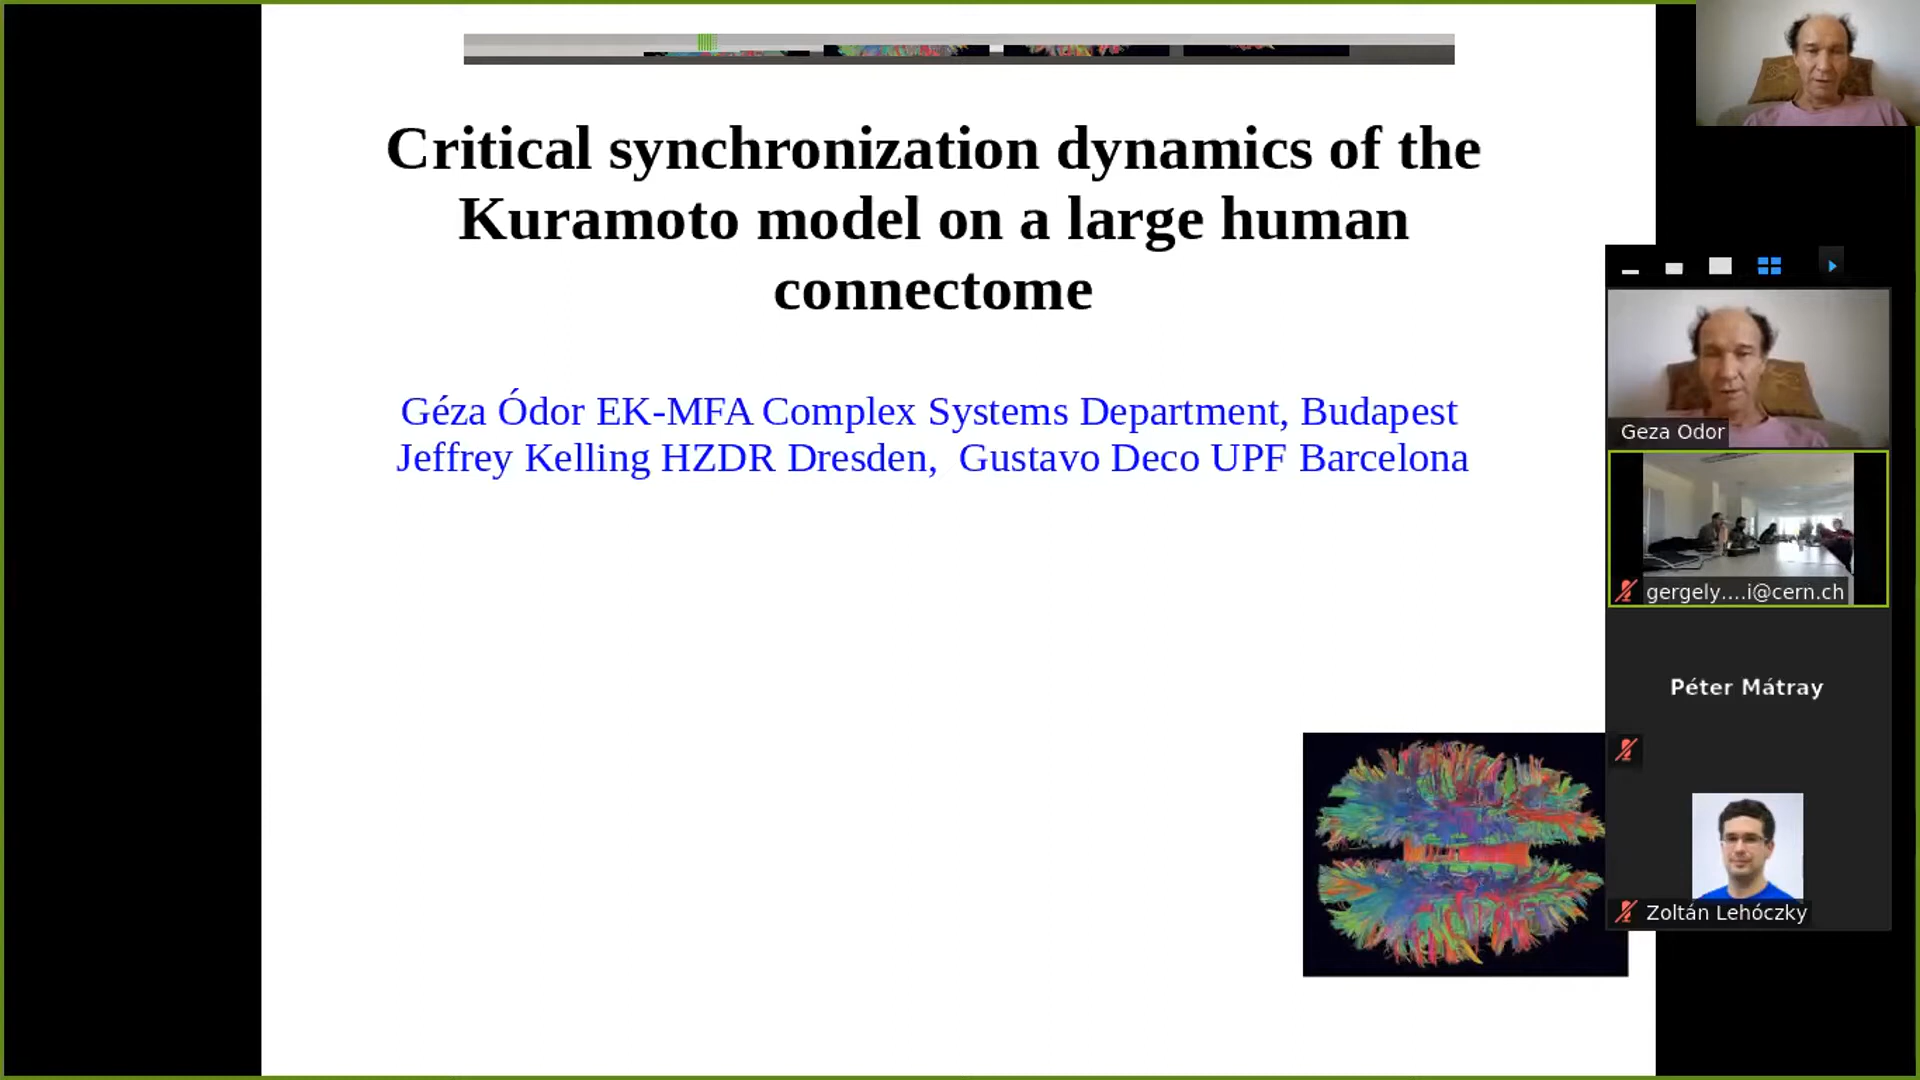 Critical synchronization dynamics of the
Kuramoto model on a large human
connectome
Géza Ódor EK-MFA Complex Systems Department, Budapest
Jeffrey Kelling HZDR Dresden, Gustavo Deco UPF Barcelona
Geza Odor
gergely....i@cern.ch
Péter Mátray
Zoltán Lehóczky